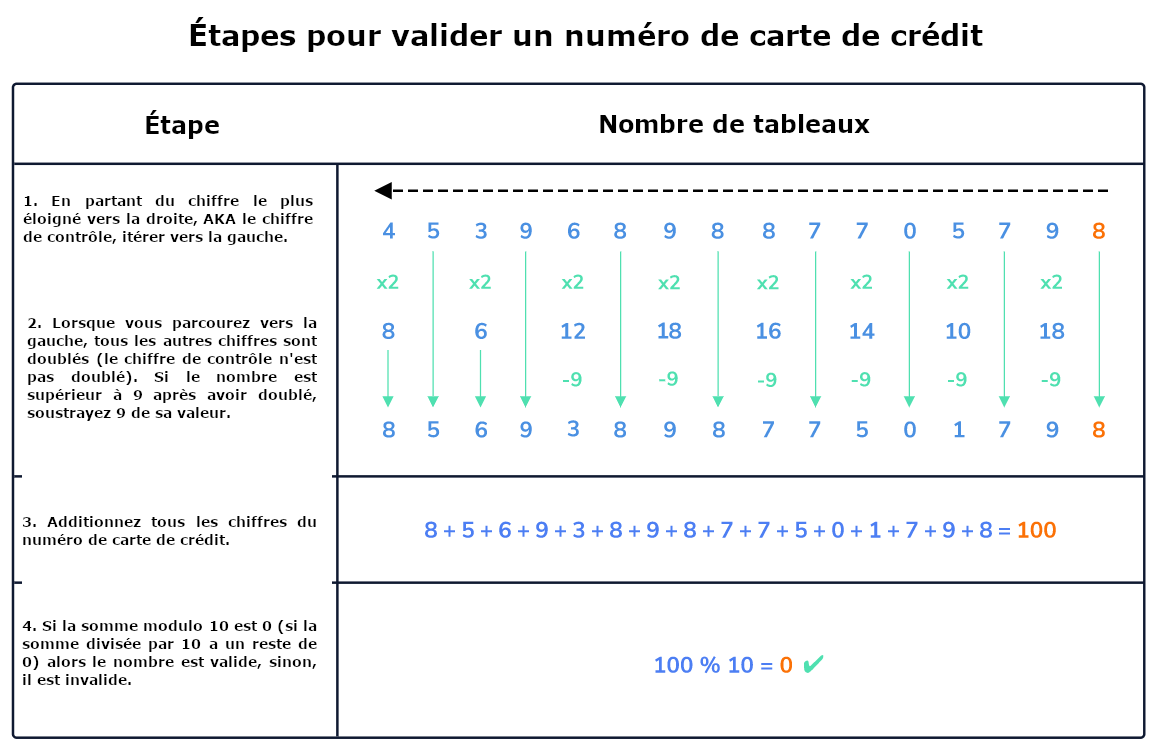 Étapes pour valider un numéro de carte de crédit
Étape
Nombre de tableaux
1. En partant du chiffre le plus
éloigné vers la droite, AKA le chiffre
de contrôle, itérer vers la gauche.
4 5 3 9 6 8 9 8 8 7 7 0 5 7 9 8
x2 x2 x2 x2 x2 x2 x2 x2
2. Lorsque vous parcourez vers la
gauche, tous les autres chiffres sont
doublés (le chiffre de contrôle n'est
pas doublé). Si le nombre est
supérieur à 9 après avoir doublé,
soustrayez 9 de sa valeur.
8 6 12 18 16 14 10 18
-9 -9 -9 -9 -9 -9
8 5 6 9 3 8 9 8 7 7 5 0 1 7 9 8
3. Additionnez tous les chiffres du
numéro de carte de crédit.
8 + 5 + 6 + 9 + 3 + 8 + 9 + 8 + 7 + 7 + 5 + 0 + 1 + 7 + 9 + 8 = 100
4. Si la somme modulo 10 est 0 (si la
somme divisée par 10 a un reste de
0) alors le nombre est valide, sinon,
il est invalide.
100 % 10 = 0 ✔